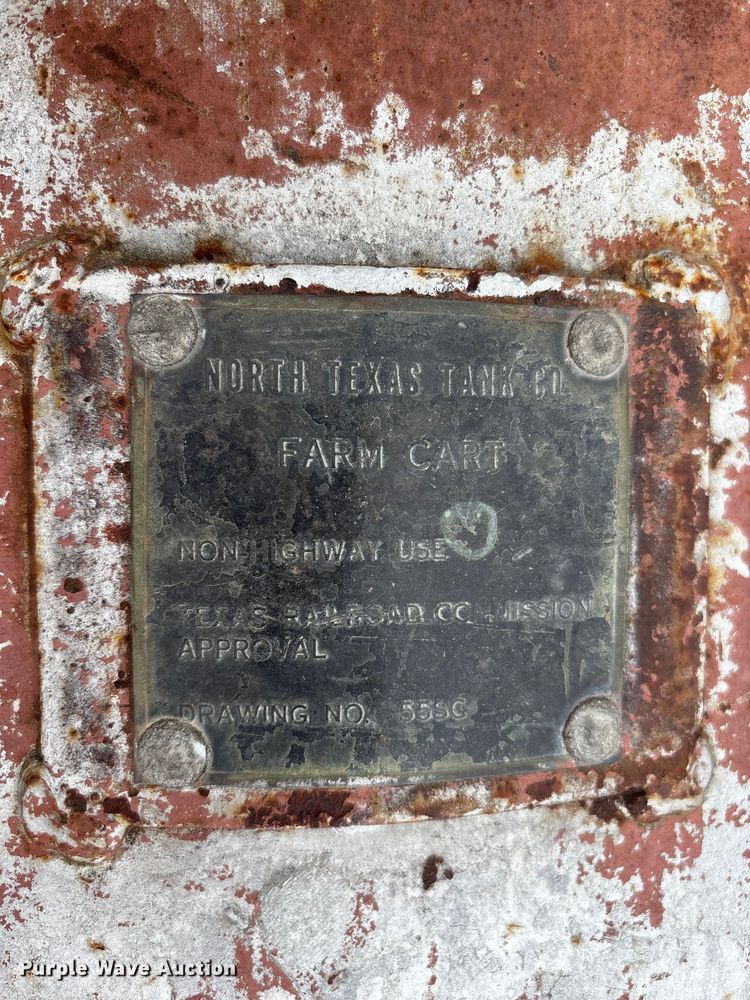 NORTH TEXAS TANK CO
FARM CART
NON HIGHWAY USE
TEXAS RAILROAD COMMISSION
APPROVAL
DRAWING NO. 55SC
Purple Wave Auction